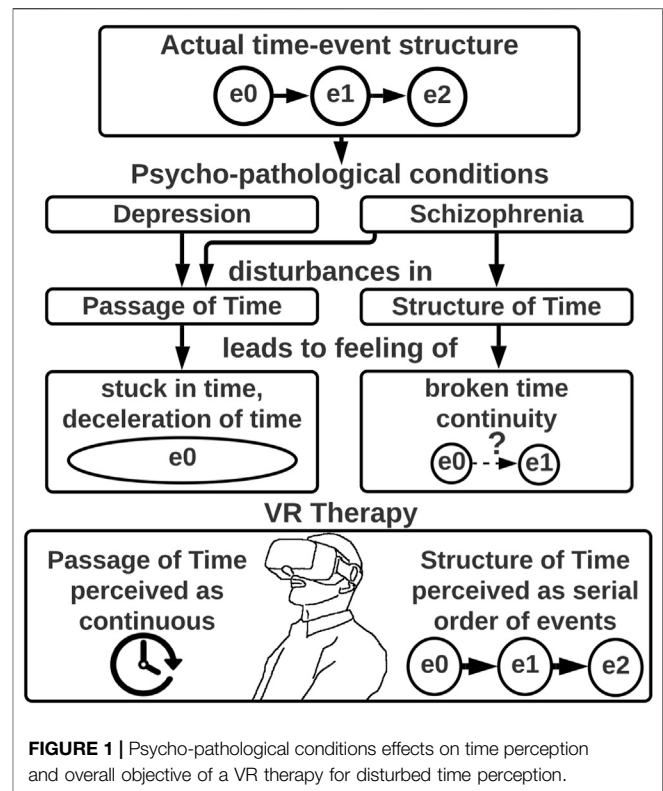 Actual time-event structure
e0 e1 e2
Psycho-pathological conditions
Depression Schizophrenia
disturbances in
Passage of Time Structure of Time
leads to feeling of
stuck in time,
deceleration of time
e0
broken time
continuity
?
e0 e1
VR Therapy
Passage of Time
perceived as
continuous
Structure of Time
perceived as serial
order of events
e0 e1 e2
FIGURE 1 | Psycho-pathological conditions effects on time perception
and overall objective of a VR therapy for disturbed time perception.